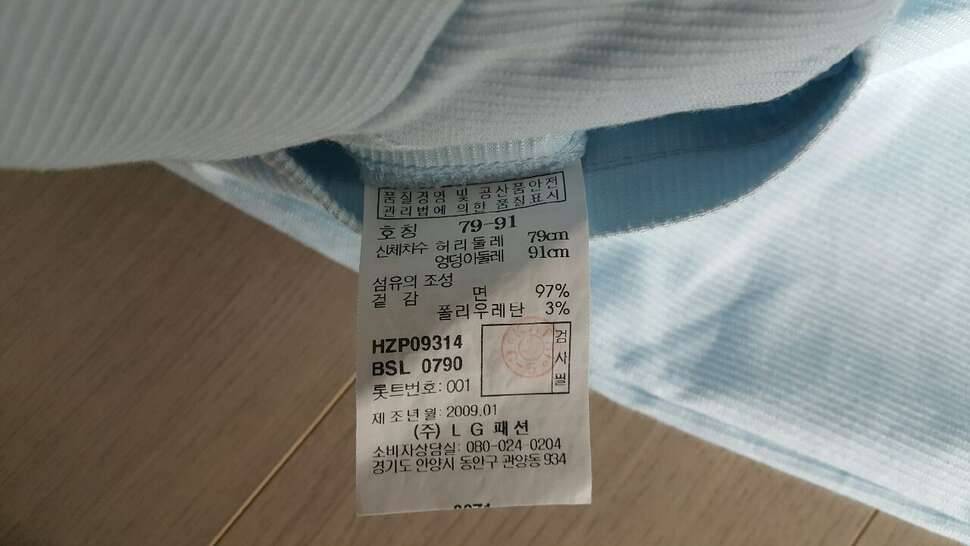 품질경영 및 공산품안전
관리법에 의한 품질표시
호칭 79-91
신체차수 허리둘레 79cm
엉덩이둘레 91cm
섬유의 조성
겉 감 면 97%
폴리우레탄 3%
HZP09314
BSL 0790
검사필
롯트번호: 001
제조년월: 2009.01
(주) L G 패션
소비자상담실: 080-024-0204
경기도 안양시 동안구 관양동 934